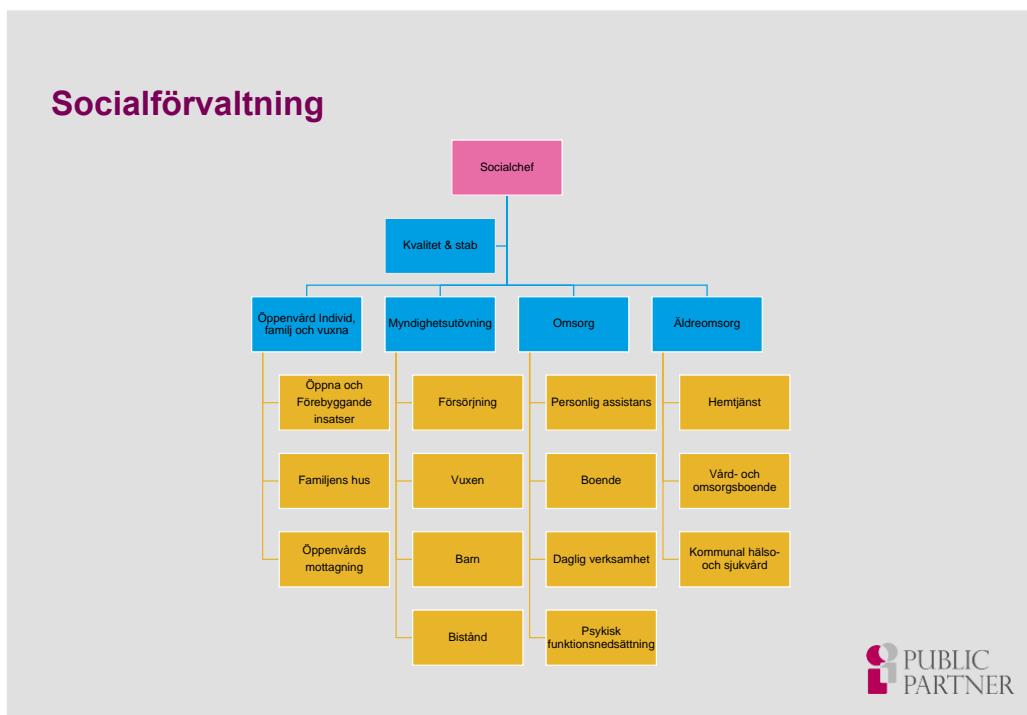 Socialförvaltning
Socialchef
Kvalitet & stab
Öppenvård Individ,
familj och vuxna
Myndighetsutövning
Omsorg
Äldreomsorg
Öppna och
Förebyggande
insatser
Försörjning
Personlig assistans
Hemtjänst
Familjens hus
Vuxen
Boende
Vård- och
omsorgsboende
Öppenvårds
mottagning
Barn
Daglig verksamhet
Kommunal hälso-
och sjukvård
Bistånd
Psykisk
funktionsnedsättning
PUBLIC
PARTNER